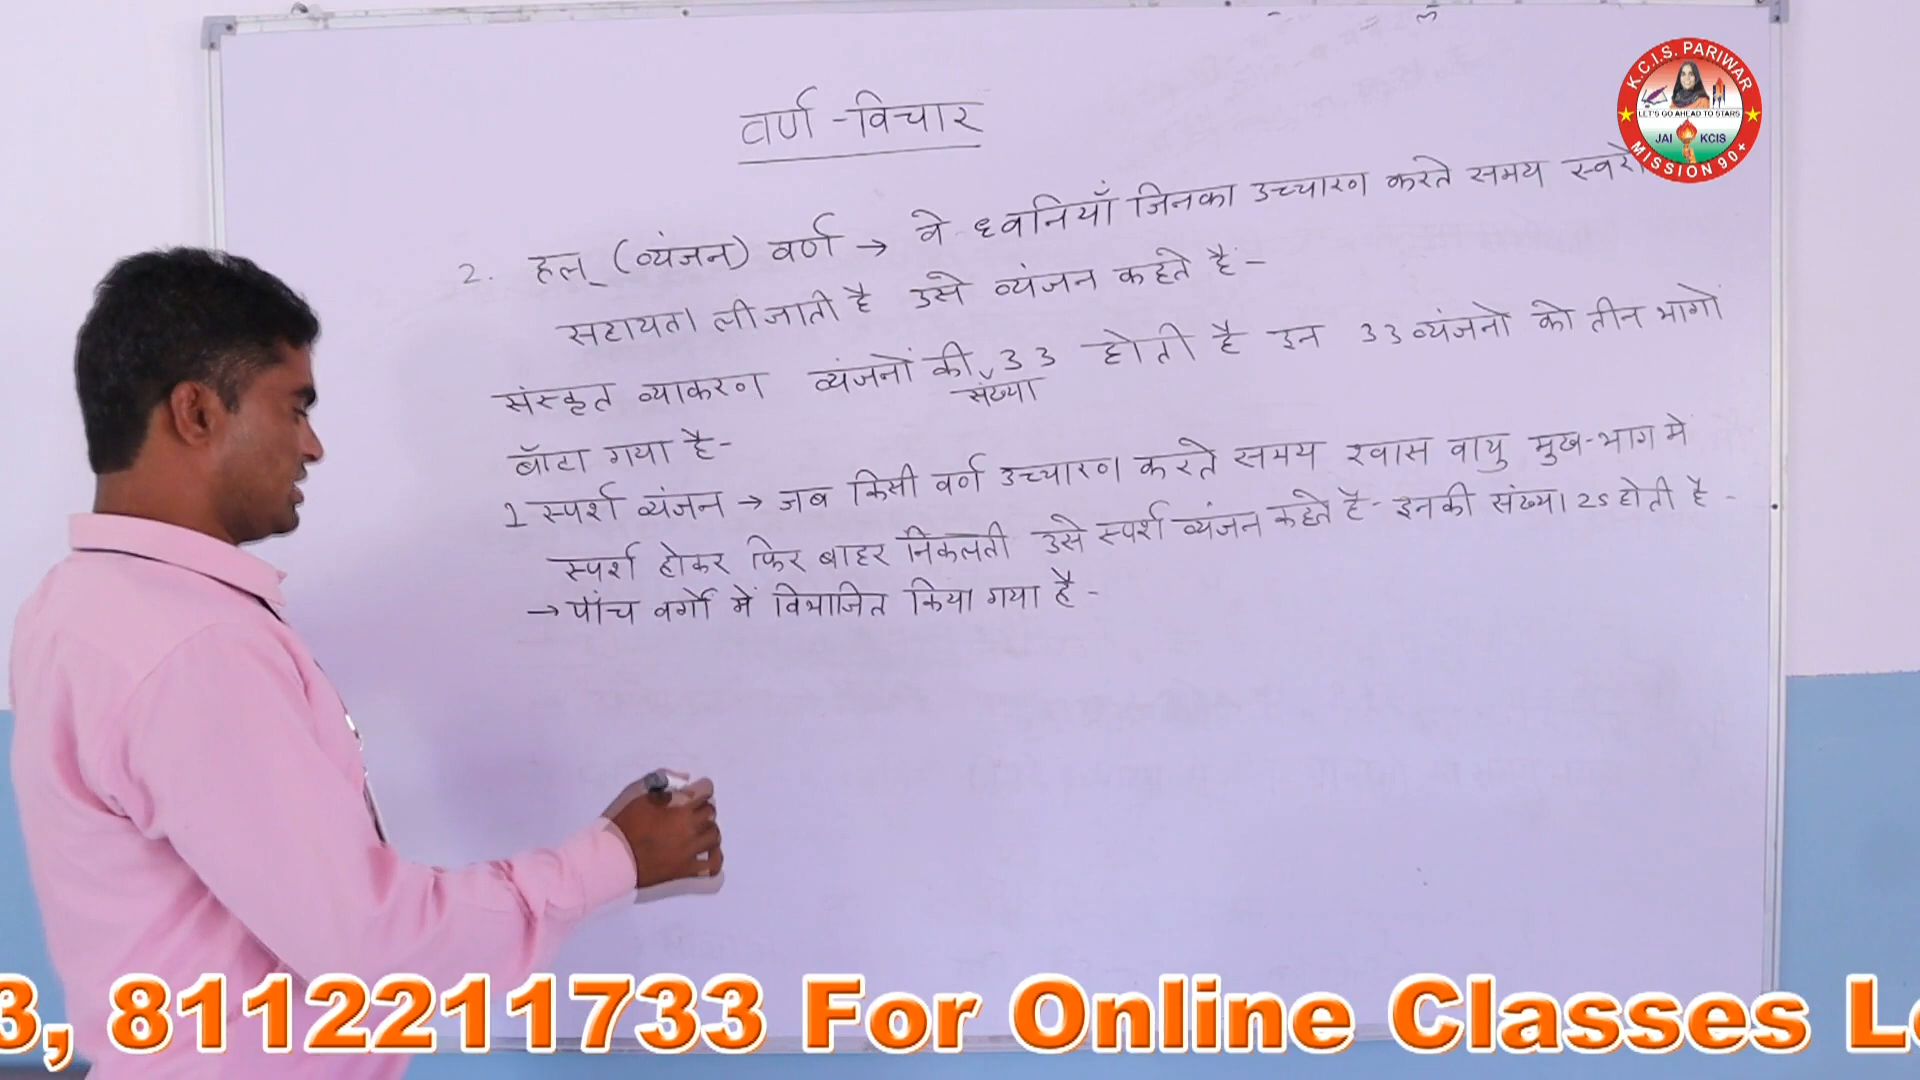 वर्ण - विचार
2. हल् (व्यंजन) वर्ण → वे ध्वनियाँ जिनका उच्चारण करते समय
सहायता ली जाती है उसे व्यंजन कहते है -
संस्कृत व्याकरण व्यंजनों की संख्या 33 होती है इन 33 व्यंजनो को तीन भागों
बाँटा गया है-
1 स्पर्श व्यंजन → जब किसी वर्ण उच्चारण करते समय श्वास वायु मुख-भाग मे
स्पर्श होकर फिर बाहर निकलती उसे स्पर्श व्यंजन कहते है- इनकी संख्या 25 होती है -
→ पांच वर्गो में विभाजित किया गया है -
K.C.I.S. PARIWAR
LET'S GO AHEAD TO STARS
JAI KCIS
MISSION 90+
3, 8112211733 For Online Classes